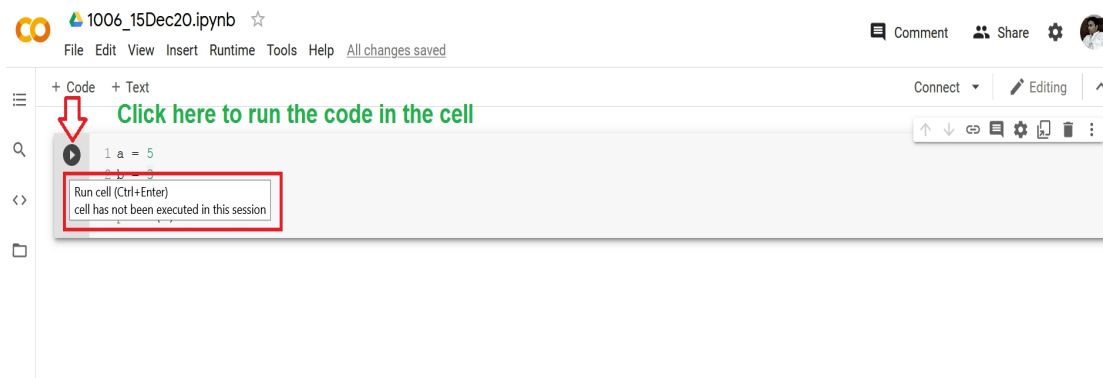 1006_15Dec20.ipynb
Comment Share
File Edit View Insert Runtime Tools Help All changes saved
+ Code + Text
Connect Editing
Click here to run the code in the cell
1 a = 5
2 b = 3
Run cell (Ctrl+Enter)
cell has not been executed in this session